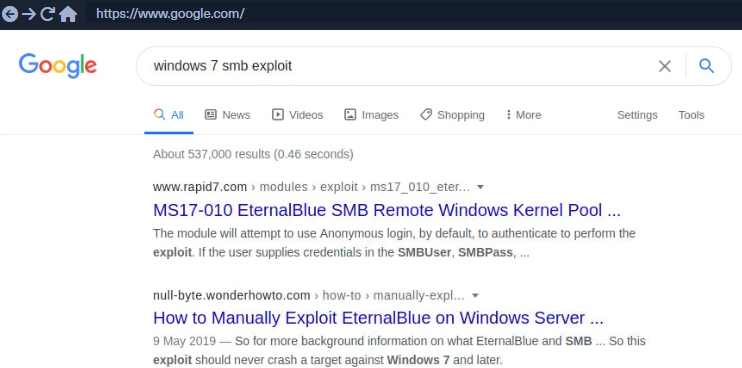 https://www.google.com/
Google
windows 7 smb exploit
All News Videos Images Shopping More Settings Tools
About 537,000 results (0.46 seconds)
www.rapid7.com › modules › exploit › ms17_010_eter...
MS17-010 EternalBlue SMB Remote Windows Kernel Pool ...
The module will attempt to use Anonymous login, by default, to authenticate to perform the
exploit. If the user supplies credentials in the SMBUser, SMBPass, ...
null-byte.wonderhowto.com › how-to › manually-expl...
How to Manually Exploit EternalBlue on Windows Server ...
9 May 2019 — So for more background information on what EternalBlue and SMB ... So this
exploit should never crash a target against Windows 7 and later.